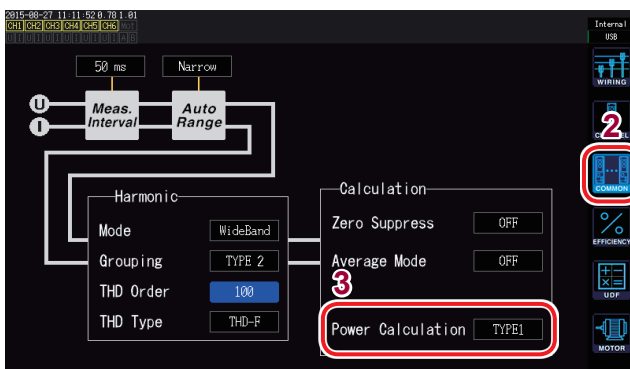 2015-08-27 11:11:52 0.78 1.01
CH1 CH2 CH3 CH4 CH5 CH6 Mot
U I U I U I U I U I U I A B
Internal
USB
50 ms
Narrow
WIRING
U
I
Meas.
Interval
Auto
Range
2
COMMON
Harmonic
Mode
WideBand
Grouping
TYPE 2
THD Order
100
THD Type
THD-F
Calculation
Zero Suppress
OFF
Average Mode
OFF
3
Power Calculation
TYPE1
EFFICIENCY
UDF
MOTOR